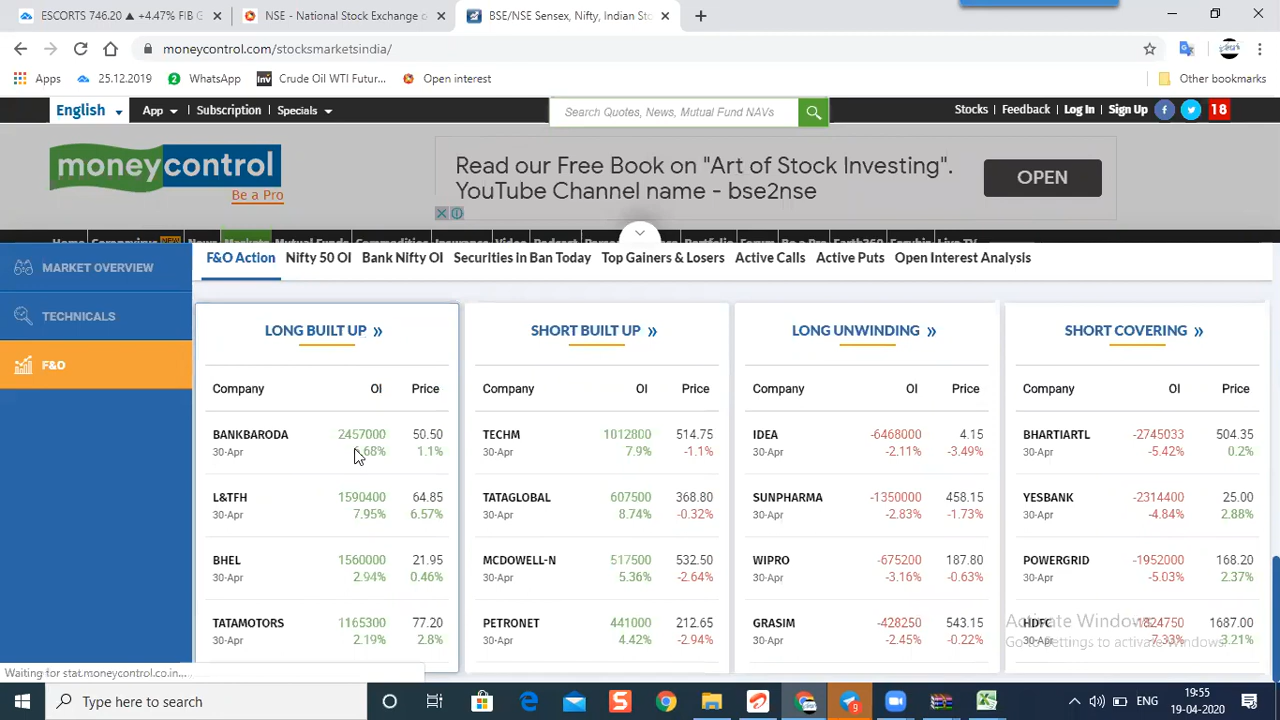 ESCORTS 746.20 ▲ +4.47% FIB G
NSE - National Stock Exchange o
BSE/NSE Sensex, Nifty, Indian Sto
moneycontrol.com/stocksmarketsindia/
Apps
25.12.2019
2 WhatsApp
Inv Crude Oil WTI Futur...
Open interest
Other bookmarks
English
App
Subscription
Specials
Search Quotes, News, Mutual Fund NAVs
Stocks
Feedback
Log In
Sign Up
18
moneycontrol
Be a Pro
Read our Free Book on "Art of Stock Investing".
YouTube Channel name - bse2nse
OPEN
MARKET OVERVIEW
TECHNICALS
F&O
F&O Action
Nifty 50 OI
Bank Nifty OI
Securities in Ban Today
Top Gainers & Losers
Active Calls
Active Puts
Open Interest Analysis
LONG BUILT UP »
Company OI Price
BANKBARODA 2457000 50.50
30-Apr 68% 1.1%
L&TFH 1590400 64.85
30-Apr 7.95% 6.57%
BHEL 1560000 21.95
30-Apr 2.94% 0.46%
TATAMOTORS 1165300 77.20
30-Apr 2.19% 2.8%
SHORT BUILT UP »
Company OI Price
TECHM 1012800 514.75
30-Apr 7.9% -1.1%
TATAGLOBAL 607500 368.80
30-Apr 8.74% -0.32%
MCDOWELL-N 517500 532.50
30-Apr 5.36% -2.64%
PETRONET 441000 212.65
30-Apr 4.42% -2.94%
LONG UNWINDING »
Company OI Price
IDEA -6468000 4.15
30-Apr -2.11% -3.49%
SUNPHARMA -1350000 458.15
30-Apr -2.83% -1.73%
WIPRO -675200 187.80
30-Apr -3.16% -0.63%
GRASIM -428250 543.15
30-Apr -2.45% -0.22%
SHORT COVERING »
Company OI Price
BHARTIARTL -2745033 504.35
30-Apr -5.42% 0.2%
YESBANK -2314400 25.00
30-Apr -4.84% 2.88%
POWERGRID -1952000 168.20
30-Apr -5.03% 2.37%
HDFC -1824750 1687.00
30-Apr -7.33% 3.21%
Activate Windows
Go to Settings to activate Windows.
Waiting for stat.moneycontrol.co.in...
Type here to search
9
ENG
19:55
19-04-2020